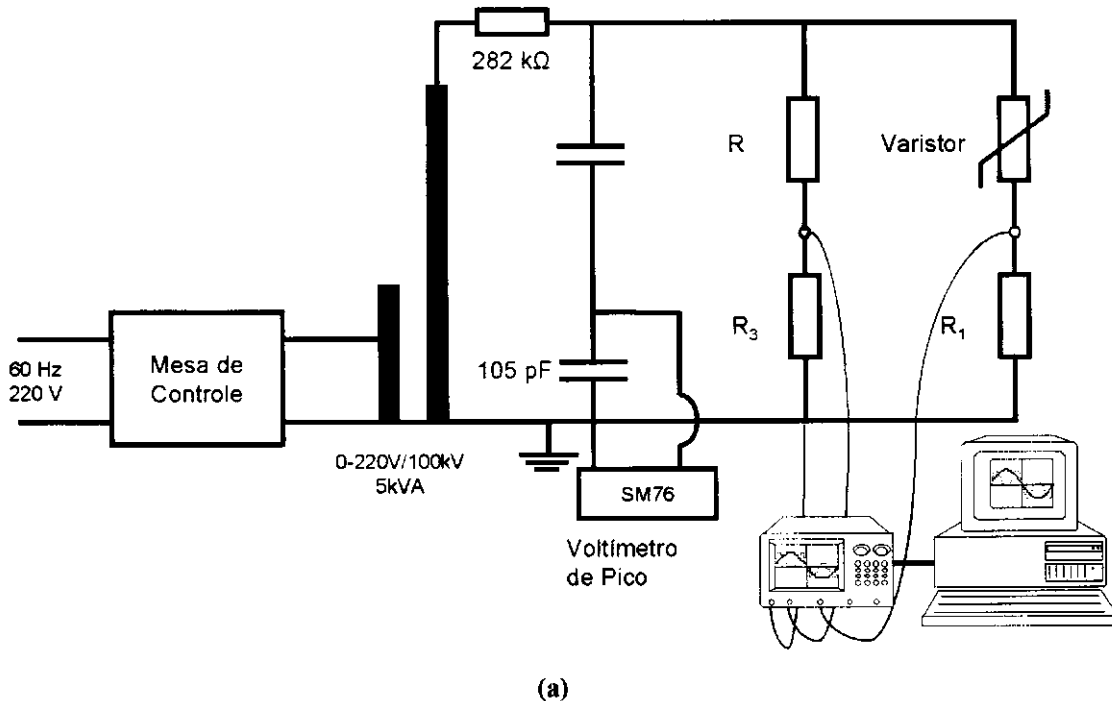 282 kΩ
R
Varistor
R3
R1
105 pF
60 Hz
220 V
Mesa de
Controle
0-220V/100kV
5kVA
SM76
Voltímetro
de Pico
(a)